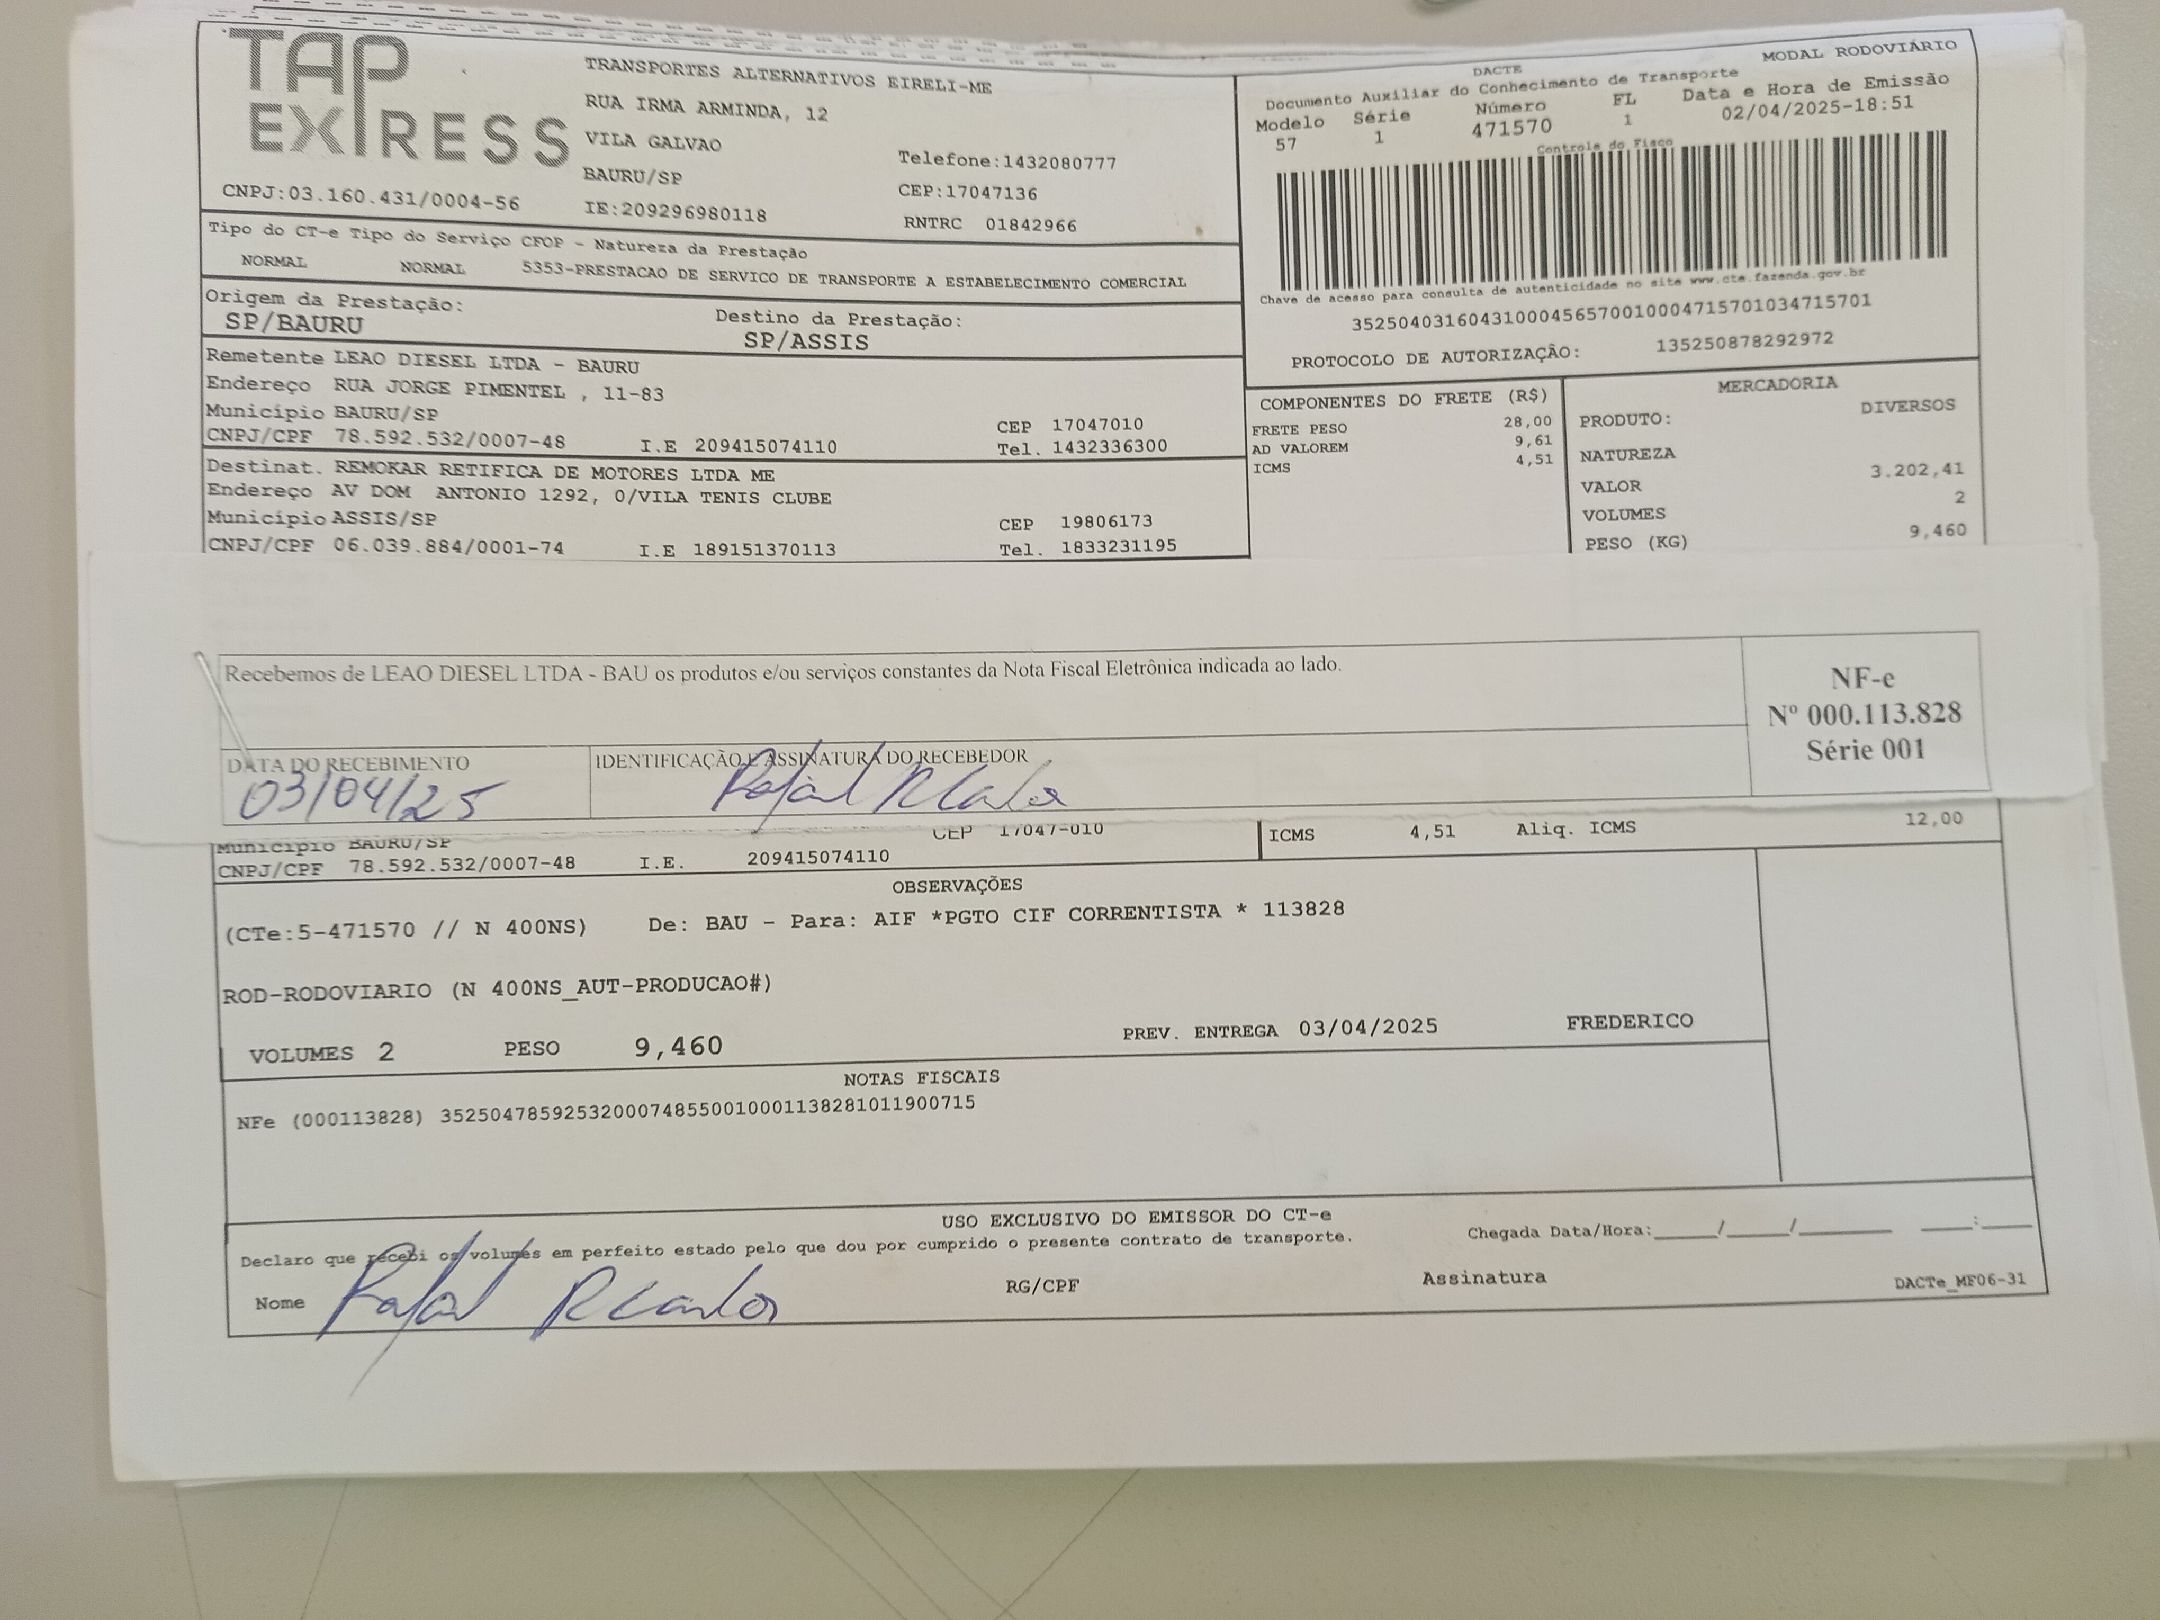 TAP EXPRESS
TRANSPORTES ALTERNATIVOS EIRELI-ME
RUA IRMA ARMINDA, 12
VILA GALVAO
BAURU/SP
IE:209296980118
Telefone:1432080777
CEP:17047136
RNTRC 01842966
CNPJ:03.160.431/0004-56
MODAL RODOVIÁRIO
DACTE
Documento Auxiliar do Conhecimento de Transporte
Modelo Série Número FL Data e Hora de Emissão
57 1 471570 1 02/04/2025-18:51
Controle do Fisco
Chave de acesso para consulta de autenticidade no site www.cte.fazenda.gov.br
35250403160431000456570010004715701034715701
PROTOCOLO DE AUTORIZAÇÃO: 135250878292972
Tipo do CT-e Tipo do Serviço CFOP - Natureza da Prestação
NORMAL NORMAL 5353-PRESTACAO DE SERVICO DE TRANSPORTE A ESTABELECIMENTO COMERCIAL
Origem da Prestação: Destino da Prestação:
SP/BAURU SP/ASSIS
Remetente LEAO DIESEL LTDA - BAURU
Endereço RUA JORGE PIMENTEL , 11-83
Município BAURU/SP CEP 17047010
CNPJ/CPF 78.592.532/0007-48 I.E 209415074110 Tel. 1432336300
Destinat. REMOKAR RETIFICA DE MOTORES LTDA ME
Endereço AV DOM ANTONIO 1292, 0/VILA TENIS CLUBE
Município ASSIS/SP CEP 19806173
CNPJ/CPF 06.039.884/0001-74 I.E 189151370113 Tel. 1833231195
COMPONENTES DO FRETE (R$)
FRETE PESO 28,00
AD VALOREM 9,61
ICMS 4,51
MERCADORIA
PRODUTO: DIVERSOS
NATUREZA
VALOR 3.202,41
VOLUMES 2
PESO (KG) 9,460
Recebemos de LEAO DIESEL LTDA - BAU os produtos e/ou serviços constantes da Nota Fiscal Eletrônica indicada ao lado.
NF-e
Nº 000.113.828
Série 001
DATA DO RECEBIMENTO IDENTIFICAÇÃO E ASSINATURA DO RECEBEDOR
03/04/25
Município BAURU/SP CEP 17047-010
CNPJ/CPF 78.592.532/0007-48 I.E. 209415074110
ICMS 4,51 Aliq. ICMS 12,00
OBSERVAÇÕES
(CTe:5-471570 // N 400NS) De: BAU - Para: AIF *PGTO CIF CORRENTISTA * 113828
ROD-RODOVIARIO (N 400NS_AUT-PRODUCAO#)
VOLUMES 2 PESO 9,460 PREV. ENTREGA 03/04/2025 FREDERICO
NOTAS FISCAIS
NFe (000113828) 35250478592532000748550010001138281011900715
USO EXCLUSIVO DO EMISSOR DO CT-e
Declaro que recebi os volumes em perfeito estado pelo que dou por cumprido o presente contrato de transporte.
Chegada Data/Hora:_____/_____/________ ____:____
Nome RG/CPF Assinatura
DACTe_MF06-31